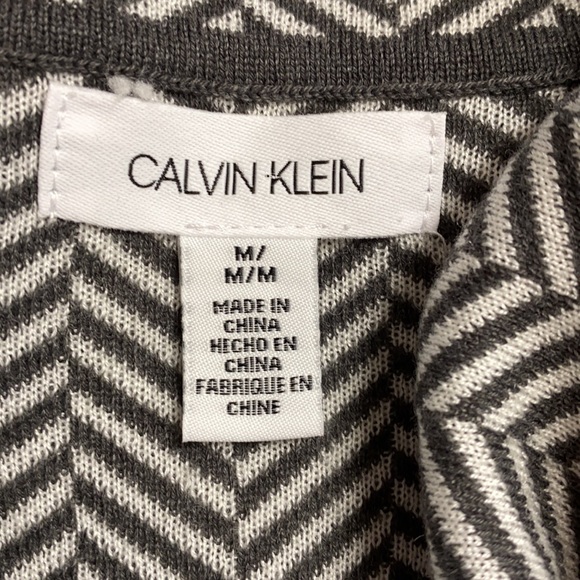 CALVIN KLEIN
M/
M/M
MADE IN
CHINA
HECHO EN
CHINA
FABRIQUE EN
CHINE